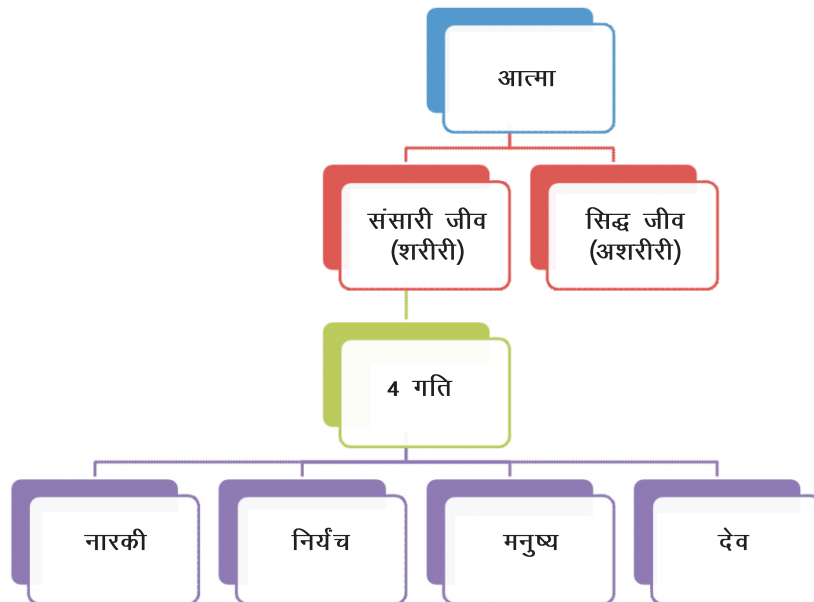 आत्मा
संसारी जीव
(शरीरी)
सिद्ध जीव
(अशरीरी)
4 गति
नारकी
निर्यंच
मनुष्य
देव